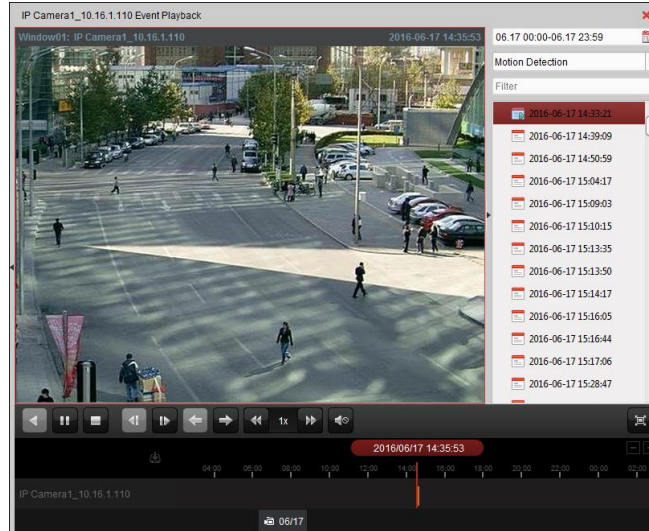 IP Camera1_10.16.1.110 Event Playback
Window01: IP Camera1_10.16.1.110
2016-06-17 14:35:53
06.17 00:00-06.17 23:59
Motion Detection
Filter
2016-06-17 14:33:21
2016-06-17 14:39:09
2016-06-17 14:50:59
2016-06-17 15:04:17
2016-06-17 15:09:03
2016-06-17 15:10:15
2016-06-17 15:13:35
2016-06-17 15:13:50
2016-06-17 15:14:17
2016-06-17 15:16:05
2016-06-17 15:16:44
2016-06-17 15:17:06
2016-06-17 15:28:47
1x
2016/06/17 14:35:53
04:00 06:00 08:00 10:00 12:00 14:00 16:00 18:00 20:00 22:00 00:00 02:00
IP Camera1_10.16.1.110
06/17